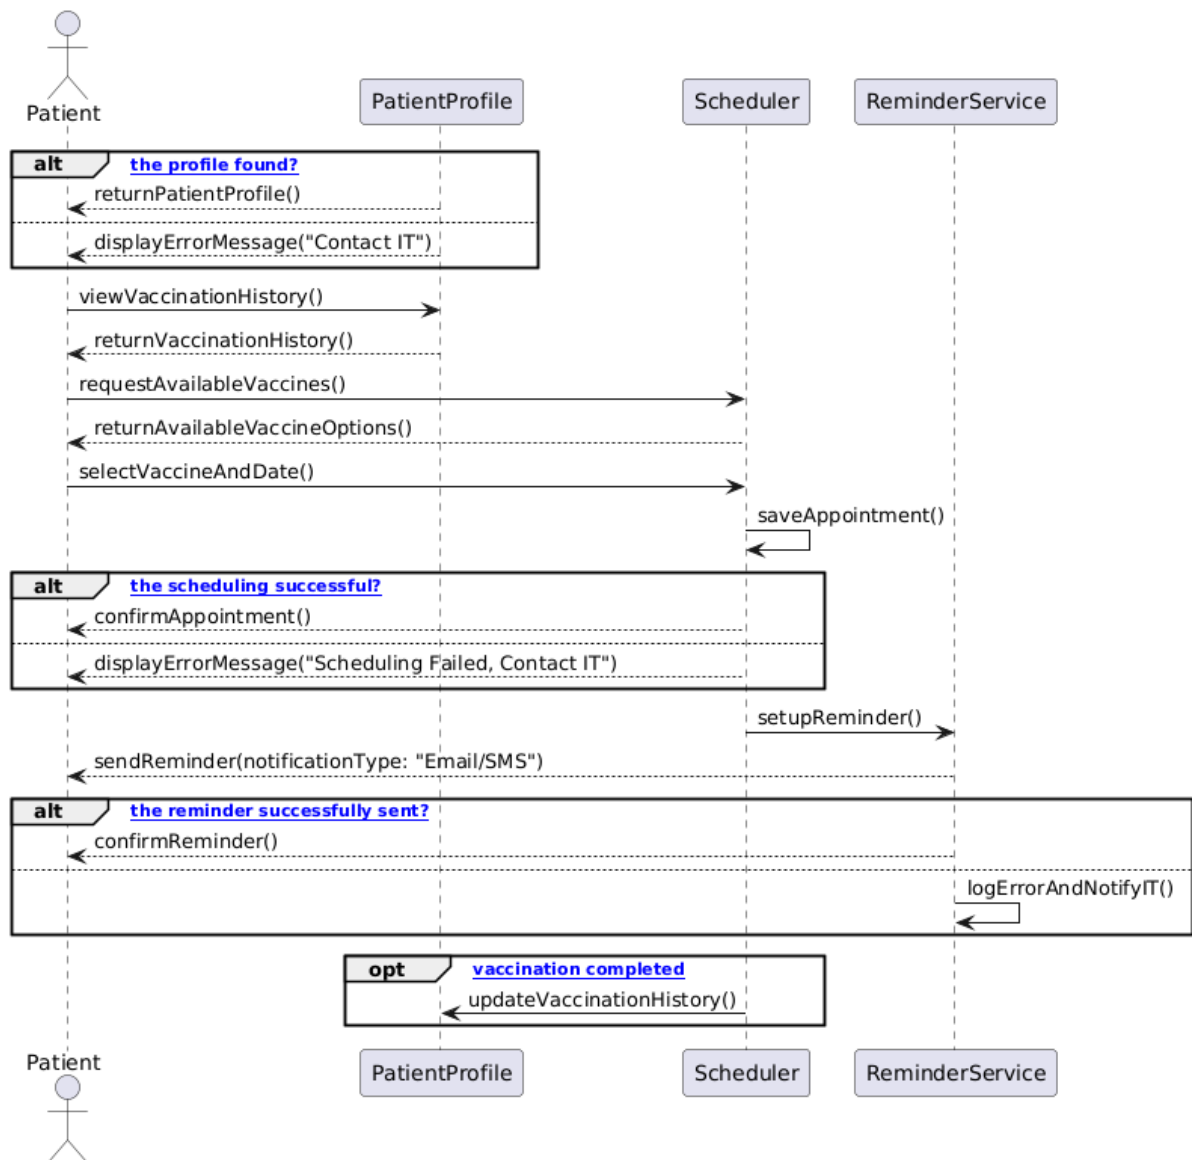 Patient
PatientProfile
Scheduler
ReminderService
alt
the profile found?
returnPatientProfile()
displayErrorMessage("Contact IT")
viewVaccinationHistory()
returnVaccinationHistory()
requestAvailableVaccines()
returnAvailableVaccineOptions()
selectVaccineAndDate()
saveAppointment()
alt
the scheduling successful?
confirmAppointment()
displayErrorMessage("Scheduling Failed, Contact IT")
setupReminder()
sendReminder(notificationType: "Email/SMS")
alt
the reminder successfully sent?
confirmReminder()
logErrorAndNotifyIT()
opt
vaccination completed
updateVaccinationHistory()
Patient
PatientProfile
Scheduler
ReminderService